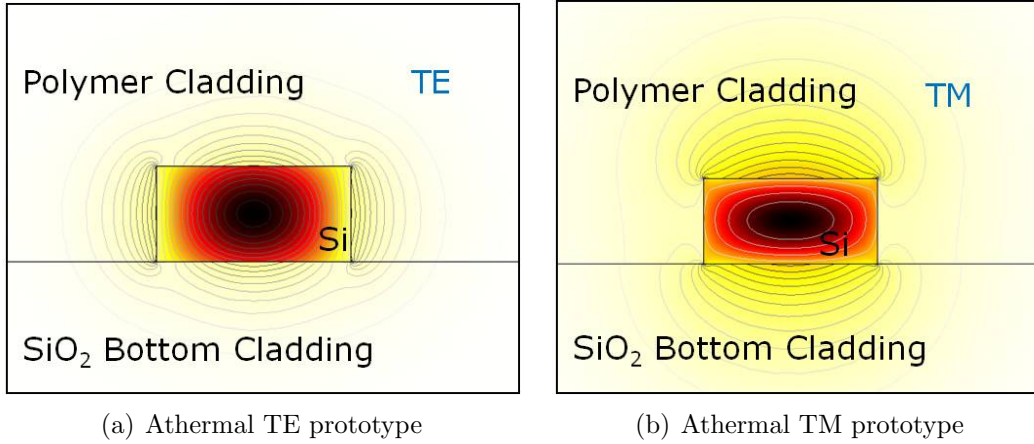 Polymer Cladding TE
Si
SiO₂ Bottom Cladding
(a) Athermal TE prototype
Polymer Cladding TM
Si
SiO₂ Bottom Cladding
(b) Athermal TM prototype